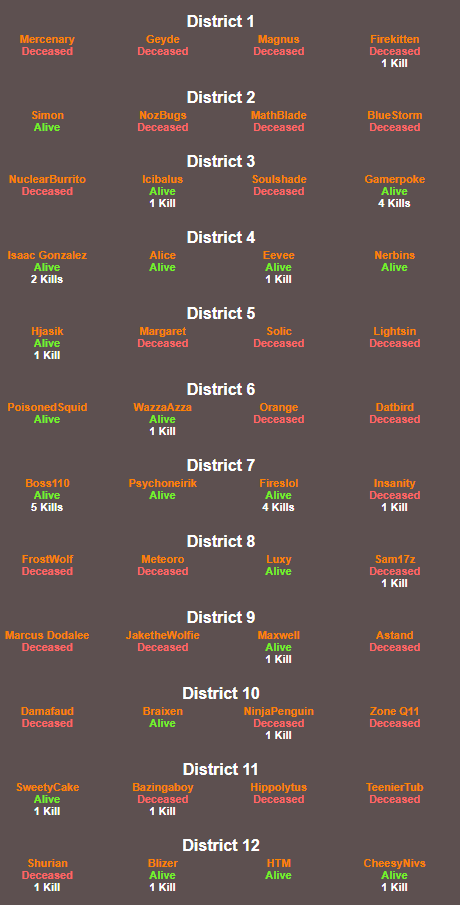 District 1
Mercenary Geyde Magnus Firekitten
Deceased Deceased Deceased Deceased
1 Kill
District 2
Simon NozBugs MathBlade BlueStorm
Alive Deceased Deceased Deceased
District 3
NuclearBurrito Icibalus Soulshade Gamerpoke
Deceased Alive Deceased Alive
1 Kill 4 Kills
District 4
Isaac Gonzalez Alice Eevee Nerbins
Alive Alive Alive Alive
2 Kills 1 Kill
District 5
Hjasik Margaret Solic Lightsin
Alive Deceased Deceased Deceased
1 Kill
District 6
PoisonedSquid WazzaAzza Orange Datbird
Alive Alive Deceased Deceased
1 Kill
District 7
Boss110 Psychoneirik Fireslol Insanity
Alive Alive Alive Deceased
5 Kills 4 Kills 1 Kill
District 8
FrostWolf Meteoro Luxy Sam17z
Deceased Deceased Alive Deceased
1 Kill
District 9
Marcus Dodalee JaketheWolfie Maxwell Astand
Deceased Deceased Alive Deceased
1 Kill
District 10
Damafaud Braixen NinjaPenguin Zone Q11
Deceased Alive Deceased Deceased
1 Kill
District 11
SweetyCake Bazingaboy Hippolytus TeenierTub
Alive Deceased Deceased Deceased
1 Kill 1 Kill
District 12
Shurian Blizer HTM CheesyNivs
Deceased Alive Alive Alive
1 Kill 1 Kill 1 Kill